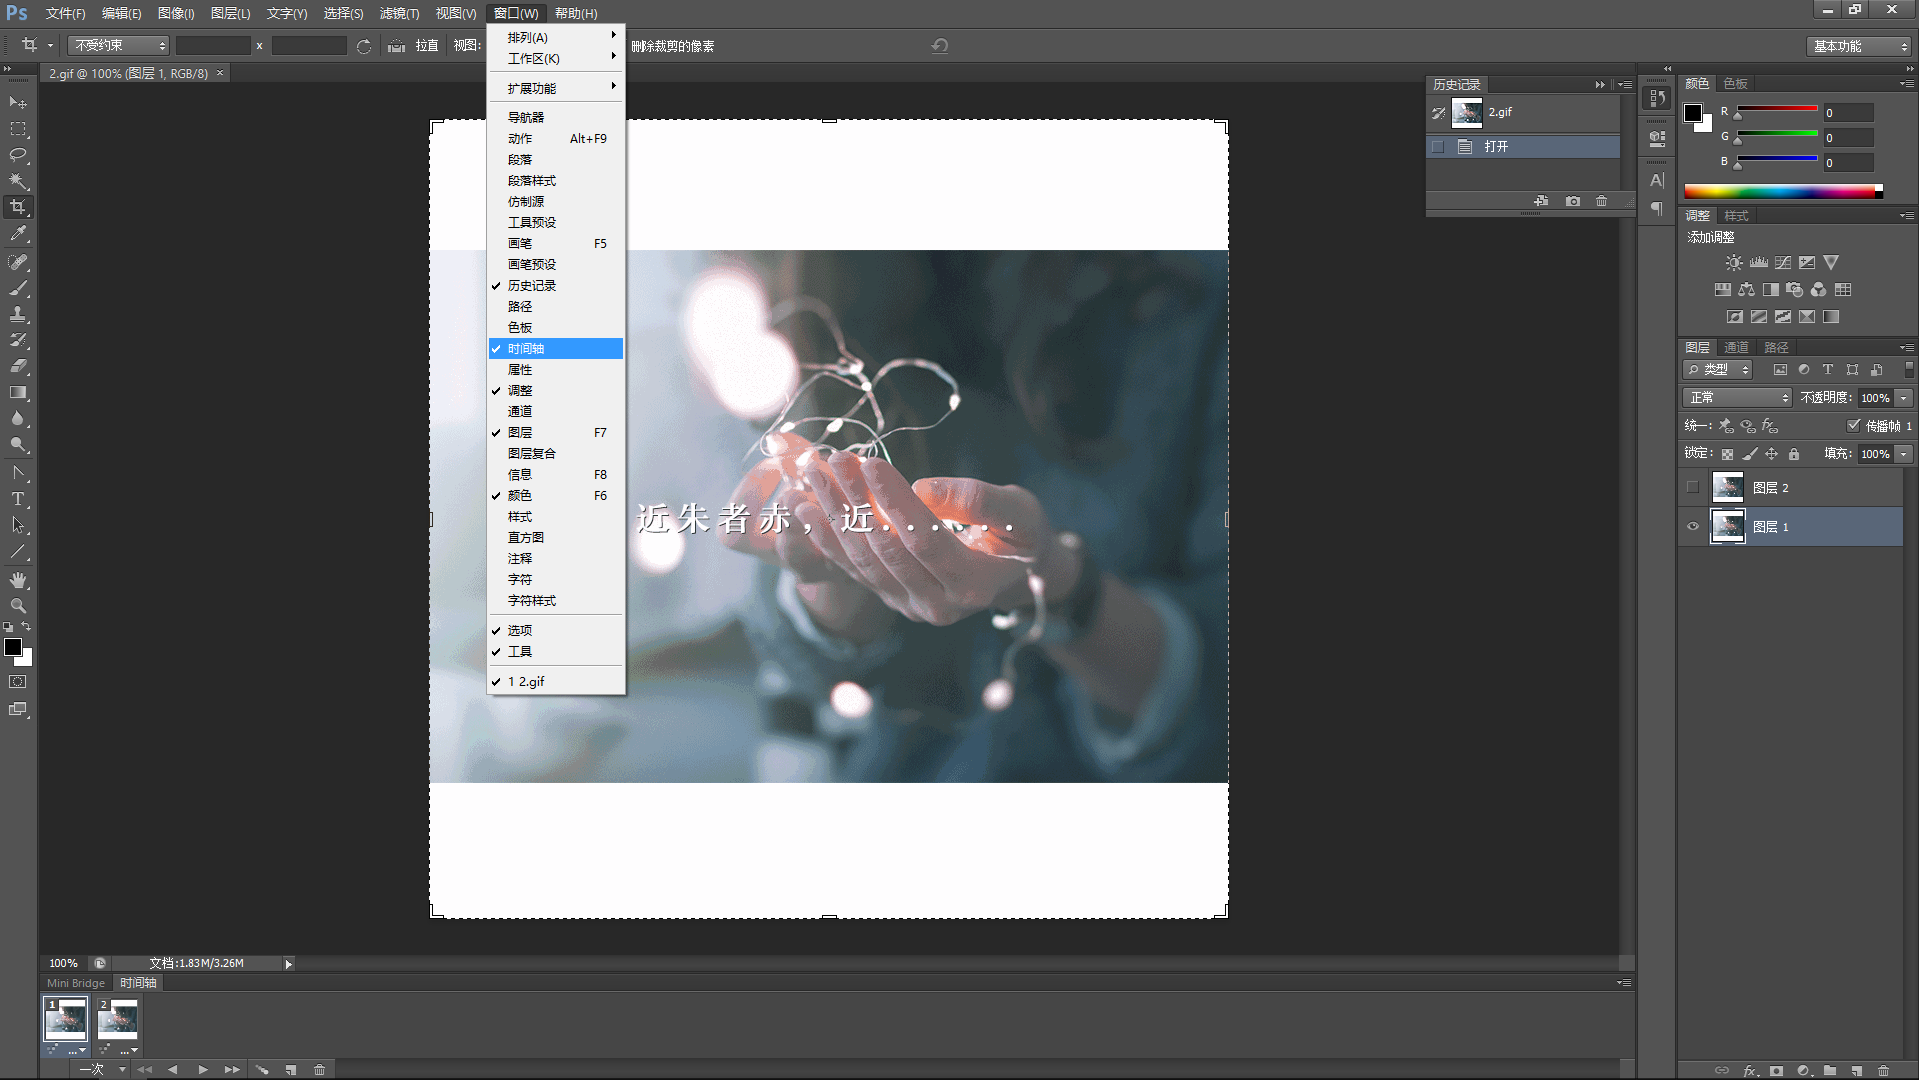 Ps 文件(F) 编辑(E) 图像(I) 图层(L) 文字(Y) 选择(S) 滤镜(T) 视图(V) 窗口(W) 帮助(H)
不受约束 x 拉直 视图: 删除裁剪的像素 基本功能
2.gif @ 100% (图层 1, RGB/8) ×
排列(A)
工作区(K)
扩展功能
导航器
动作 Alt+F9
段落
段落样式
仿制源
工具预设
画笔 F5
画笔预设
历史记录
路径
色板
时间轴
属性
调整
通道
图层 F7
图层复合
信息 F8
颜色 F6
样式
直方图
注释
字符
字符样式
选项
工具
1 2.gif
近朱者赤，近......
历史记录
2.gif
打开
颜色 色板
R 0
G 0
B 0
调整 样式
添加调整
图层 通道 路径
类型
正常 不透明度: 100%
统一: 传播帧 1
锁定: 填充: 100%
图层 2
图层 1
100% 文档:1.83M/3.26M
Mini Bridge 时间轴
1 2
... ...
一次